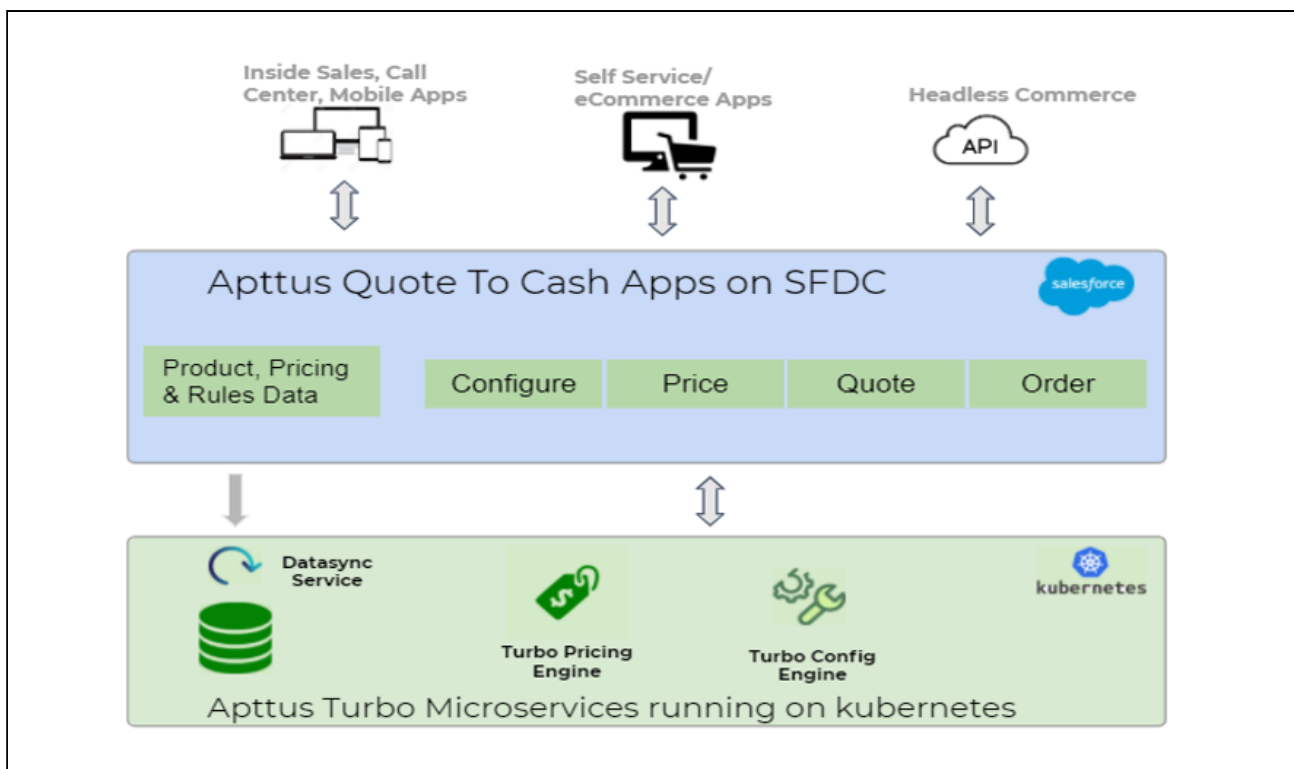 Inside Sales, Call
Center, Mobile Apps
Self Service/
eCommerce Apps
Headless Commerce
API
Apttus Quote To Cash Apps on SFDC
salesforce
Product, Pricing
& Rules Data
Configure
Price
Quote
Order
Datasync
Service
Turbo Pricing
Engine
Turbo Config
Engine
kubernetes
Apttus Turbo Microservices running on kubernetes